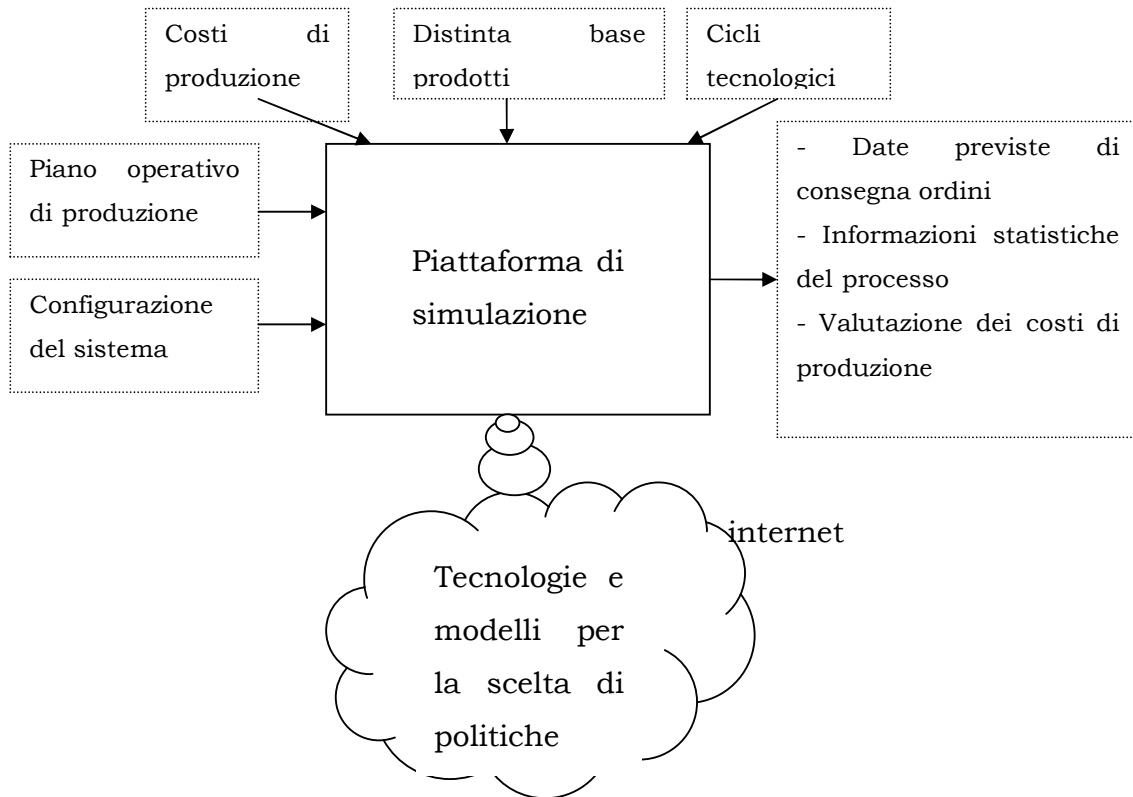 Costi di
produzione
Distinta base
prodotti
Cicli
tecnologici
Piano operativo
di produzione
Configurazione
del sistema
Piattaforma di
simulazione
- Date previste di
consegna ordini
- Informazioni statistiche
del processo
- Valutazione dei costi di
produzione
internet
Tecnologie e
modelli per
la scelta di
politiche